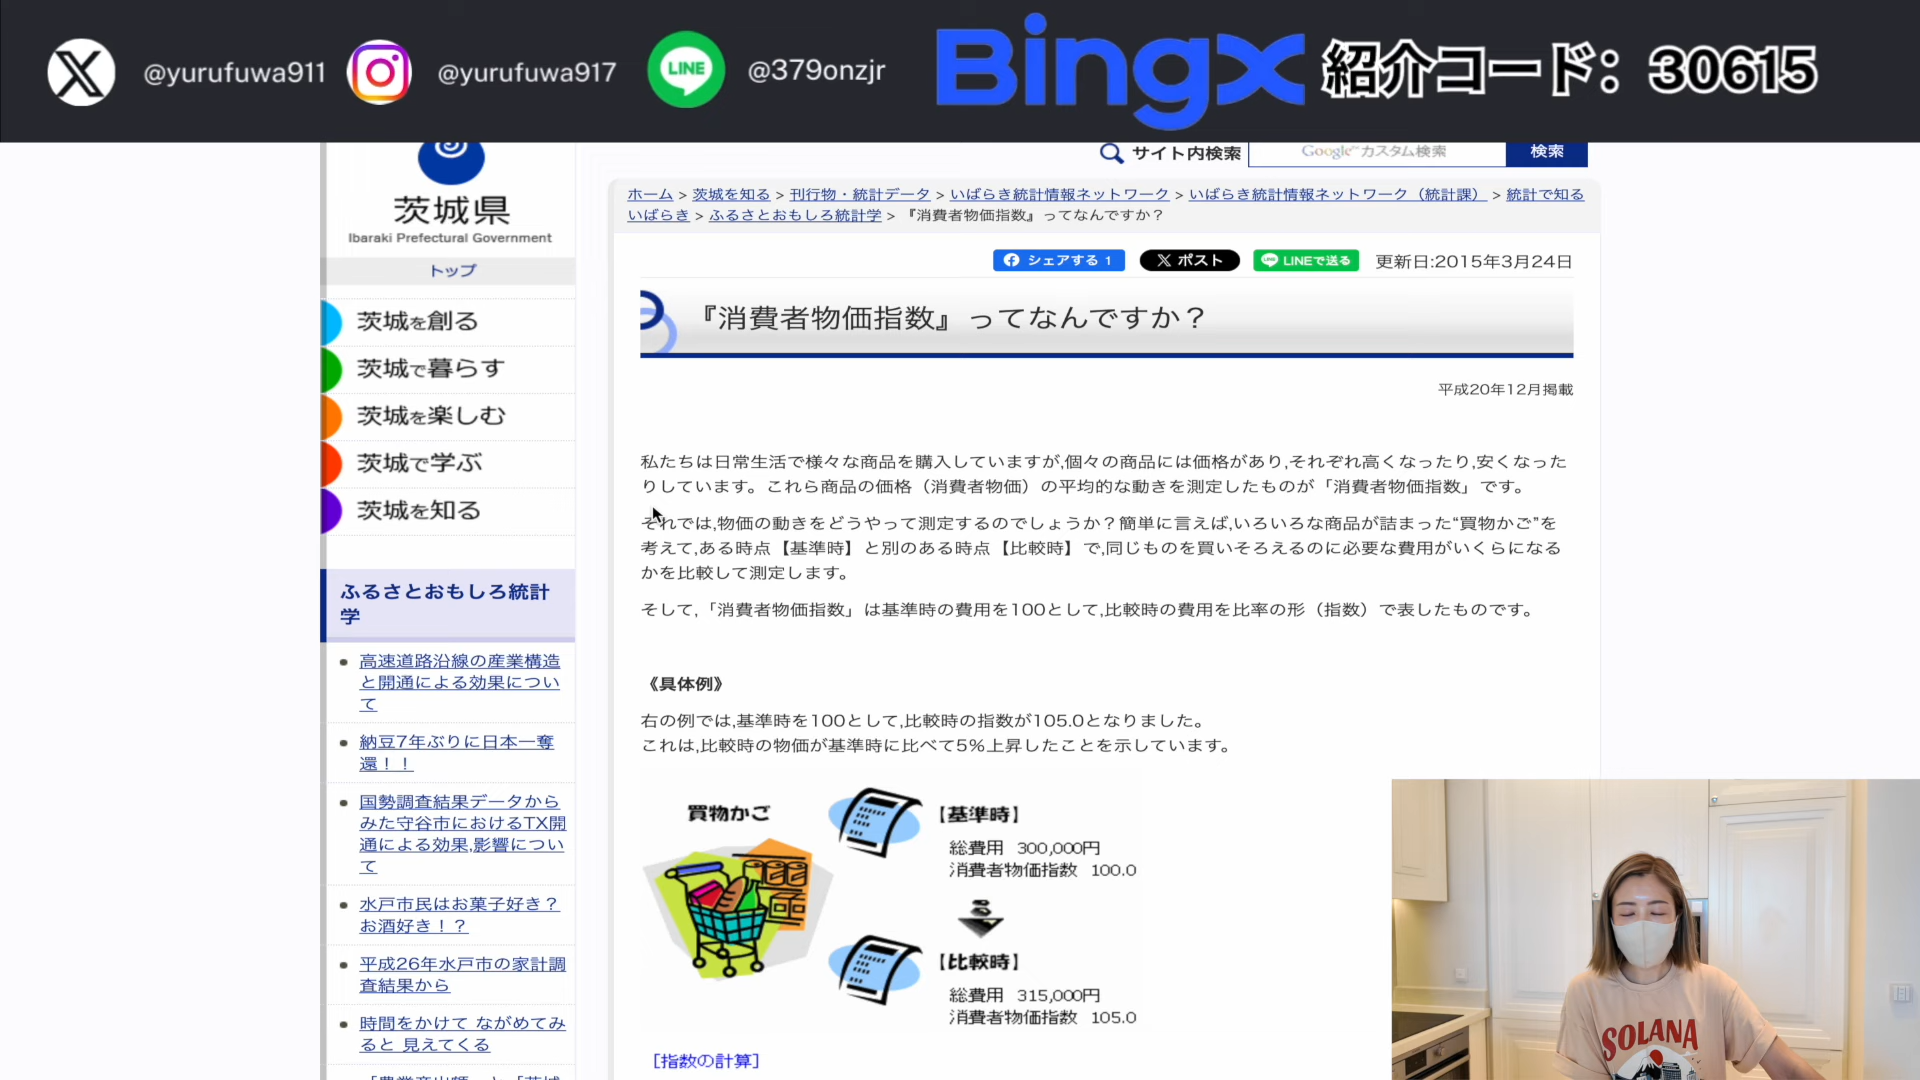 @yurufuwa911 @yurufuwa917 LINE @379onzjr BingX 紹介コード：30615
茨城県
Ibaraki Prefectural Government
トップ
茨城を創る
茨城で暮らす
茨城を楽しむ
茨城で学ぶ
茨城を知る
ふるさとおもしろ統計
学
高速道路沿線の産業構造
と開通による効果につい
て
納豆7年ぶりに日本一奪
還！！
国勢調査結果データから
みた守谷市におけるTX開
通による効果,影響につい
て
水戸市民はお菓子好き？
お酒好き！？
平成26年水戸市の家計調
査結果から
時間をかけて ながめてみ
ると 見えてくる
サイト内検索 Google™カスタム検索 検索
ホーム > 茨城を知る > 刊行物・統計データ > いばらき統計情報ネットワーク > いばらき統計情報ネットワーク（統計課） > 統計で知る
いばらき > ふるさとおもしろ統計学 > 『消費者物価指数』ってなんですか？
シェアする 1 ポスト LINEで送る 更新日:2015年3月24日
『消費者物価指数』ってなんですか？
平成20年12月掲載
私たちは日常生活で様々な商品を購入していますが,個々の商品には価格があり,それぞれ高くなったり,安くなった
りしています。これら商品の価格（消費者物価）の平均的な動きを測定したものが「消費者物価指数」です。
それでは,物価の動きをどうやって測定するのでしょうか？簡単に言えば,いろいろな商品が詰まった“買物かご”を
考えて,ある時点【基準時】と別のある時点【比較時】で,同じものを買いそろえるのに必要な費用がいくらになる
かを比較して測定します。
そして,「消費者物価指数」は基準時の費用を100として,比較時の費用を比率の形（指数）で表したものです。
《具体例》
右の例では,基準時を100として,比較時の指数が105.0となりました。
これは,比較時の物価が基準時に比べて5%上昇したことを示しています。
買物かご
【基準時】
総費用 300,000円
消費者物価指数 100.0
【比較時】
総費用 315,000円
消費者物価指数 105.0
[指数の計算]
SOLANA